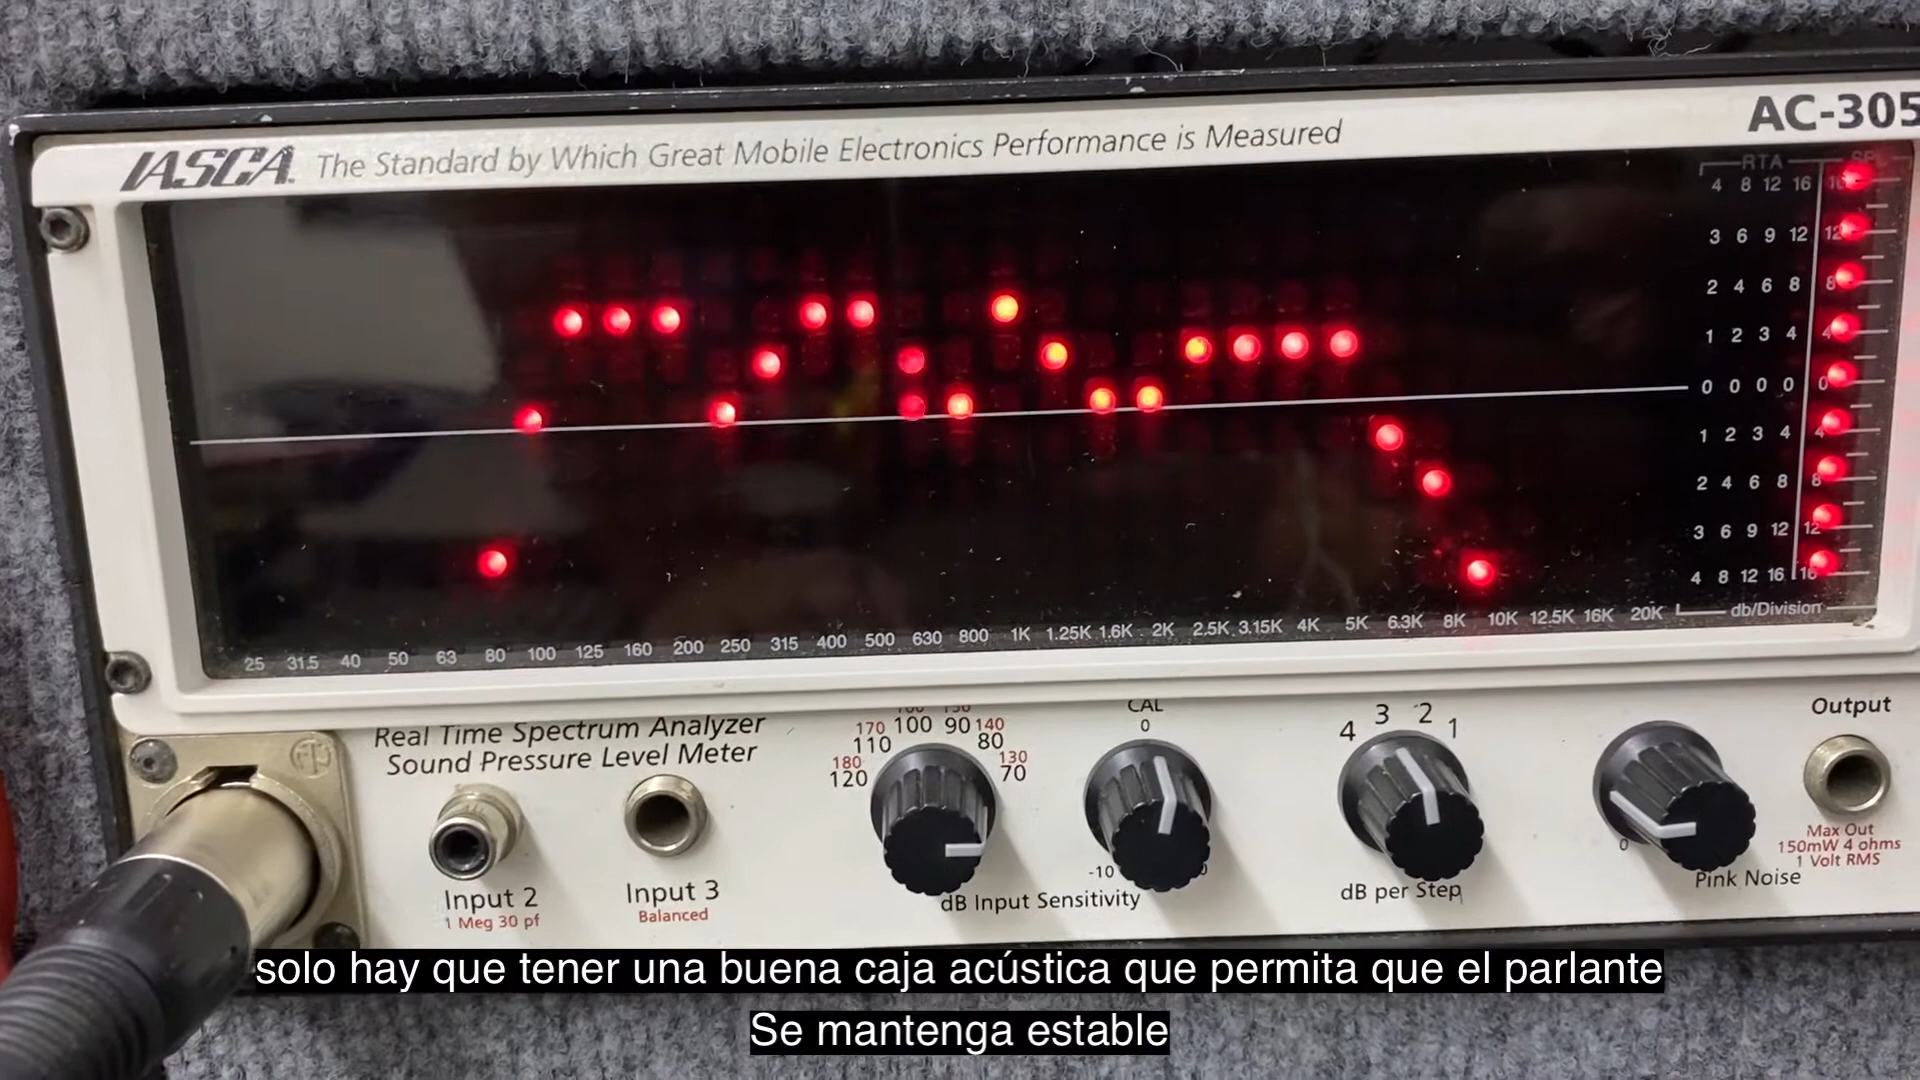 AC-305
IASCA The Standard by Which Great Mobile Electronics Performance is Measured
RTA
4 8 12 16
3 6 9 12 12
2 4 6 8 8
1 2 3 4 4
0 0 0 0 0
1 2 3 4 4
2 4 6 8 8
3 6 9 12 12
4 8 12 16 16
db/Division
25 31.5 40 50 63 80 100 125 160 200 250 315 400 500 630 800 1K 1.25K 1.6K 2K 2.5K 3.15K 4K 5K 6.3K 8K 10K 12.5K 16K 20K
Real Time Spectrum Analyzer
Sound Pressure Level Meter
Input 2
1 Meg 30 pf
Input 3
Balanced
170 100 90 140
110 80
180 130
120 70
dB Input Sensitivity
CAL
0
-10
4 3 2 1
dB per Step
0
Pink Noise
Output
Max Out
150mW 4 ohms
1 Volt RMS
solo hay que tener una buena caja acústica que permita que el parlante
Se mantenga estable